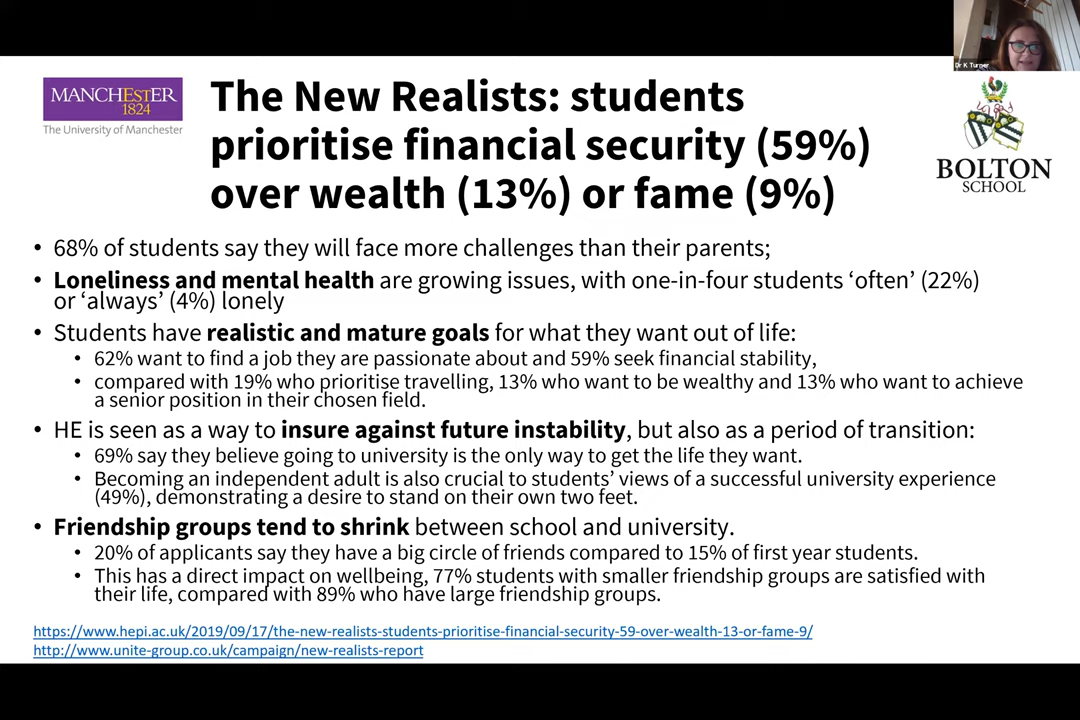 Dr K Turner
MANCHESTER
1824
The University of Manchester
The New Realists: students
prioritise financial security (59%)
over wealth (13%) or fame (9%)
BOLTON
SCHOOL
• 68% of students say they will face more challenges than their parents;
• Loneliness and mental health are growing issues, with one-in-four students ‘often’ (22%)
or ‘always’ (4%) lonely
• Students have realistic and mature goals for what they want out of life:
• 62% want to find a job they are passionate about and 59% seek financial stability,
• compared with 19% who prioritise travelling, 13% who want to be wealthy and 13% who want to achieve
a senior position in their chosen field.
• HE is seen as a way to insure against future instability, but also as a period of transition:
• 69% say they believe going to university is the only way to get the life they want.
• Becoming an independent adult is also crucial to students’ views of a successful university experience
(49%), demonstrating a desire to stand on their own two feet.
• Friendship groups tend to shrink between school and university.
• 20% of applicants say they have a big circle of friends compared to 15% of first year students.
• This has a direct impact on wellbeing, 77% students with smaller friendship groups are satisfied with
their life, compared with 89% who have large friendship groups.
https://www.hepi.ac.uk/2019/09/17/the-new-realists-students-prioritise-financial-security-59-over-wealth-13-or-fame-9/
http://www.unite-group.co.uk/campaign/new-realists-report